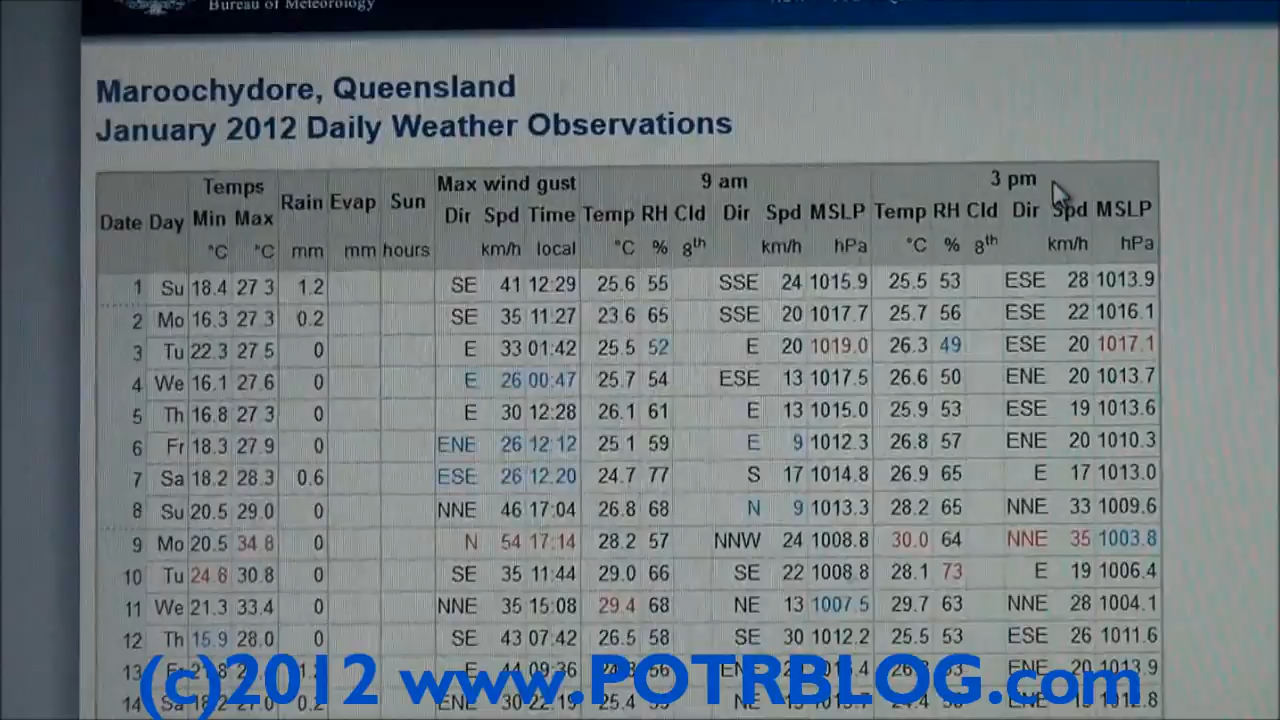 Bureau of Meteorology
Maroochydore, Queensland
January 2012 Daily Weather Observations
Temps Max wind gust 9 am 3 pm
Date Day Min Max Rain Evap Sun Dir Spd Time Temp RH Cld Dir Spd MSLP Temp RH Cld Dir Spd MSLP
°C °C mm mm hours km/h local °C % 8th km/h hPa °C % 8th km/h hPa
1 Su 18.4 27.3 1.2 SE 41 12:29 25.6 55 SSE 24 1015.9 25.5 53 ESE 28 1013.9
2 Mo 16.3 27.3 0.2 SE 35 11:27 23.6 65 SSE 20 1017.7 25.7 56 ESE 22 1016.1
3 Tu 22.3 27.5 0 E 33 01:42 25.5 52 E 20 1019.0 26.3 49 ESE 20 1017.1
4 We 16.1 27.6 0 E 26 00:47 25.7 54 ESE 13 1017.5 26.6 50 ENE 20 1013.7
5 Th 16.8 27.3 0 E 30 12:28 26.1 61 E 13 1015.0 25.9 53 ESE 19 1013.6
6 Fr 18.3 27.9 0 ENE 26 12:12 25.1 59 E 9 1012.3 26.8 57 ENE 20 1010.3
7 Sa 18.2 28.3 0.6 ESE 26 12:20 24.7 77 S 17 1014.8 26.9 65 E 17 1013.0
8 Su 20.5 29.0 0 NNE 46 17:04 26.8 68 N 9 1013.3 28.2 65 NNE 33 1009.6
9 Mo 20.5 34.8 0 N 54 17:14 28.2 57 NNW 24 1008.8 30.0 64 NNE 35 1003.8
10 Tu 24.6 30.8 0 SE 35 11:44 29.0 66 SE 22 1008.8 28.1 73 E 19 1006.4
11 We 21.3 33.4 0 NNE 35 15:08 29.4 68 NE 13 1007.5 29.7 63 NNE 28 1004.1
12 Th 15.9 28.0 0 SE 43 07:42 26.5 58 SE 30 1012.2 25.5 53 ESE 26 1011.6
13 E 44 09:36 ENE 20 1013.9
14 Sa ENE 30 22:19 25.4 NE
(c)2012 www.POTRBLOG.com